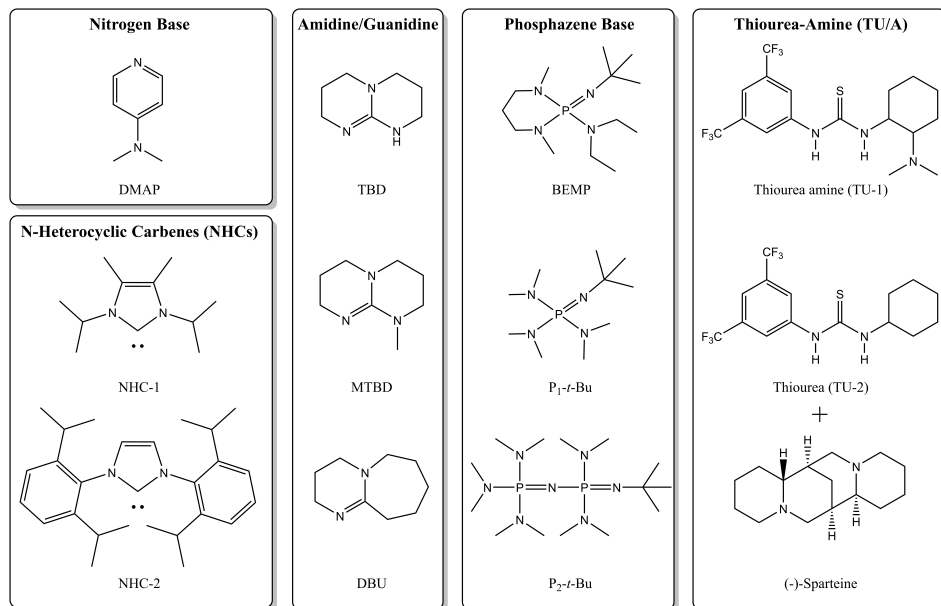 Nitrogen Base
N
N
DMAP
N-Heterocyclic Carbenes (NHCs)
N N
••
NHC-1
N N
••
NHC-2
Amidine/Guanidine
N
N N
H
TBD
N
N N
MTBD
N
N
DBU
Phosphazene Base
N N
P
N N
BEMP
N N
P
N N
P₁-t-Bu
N N
N P N P N
N N
P₂-t-Bu
Thiourea-Amine (TU/A)
CF₃
S
F₃C N N
H H N
Thiourea amine (TU-1)
CF₃
S
F₃C N N
H H
Thiourea (TU-2)
+
H
H N
N H
H
(-)-Sparteine